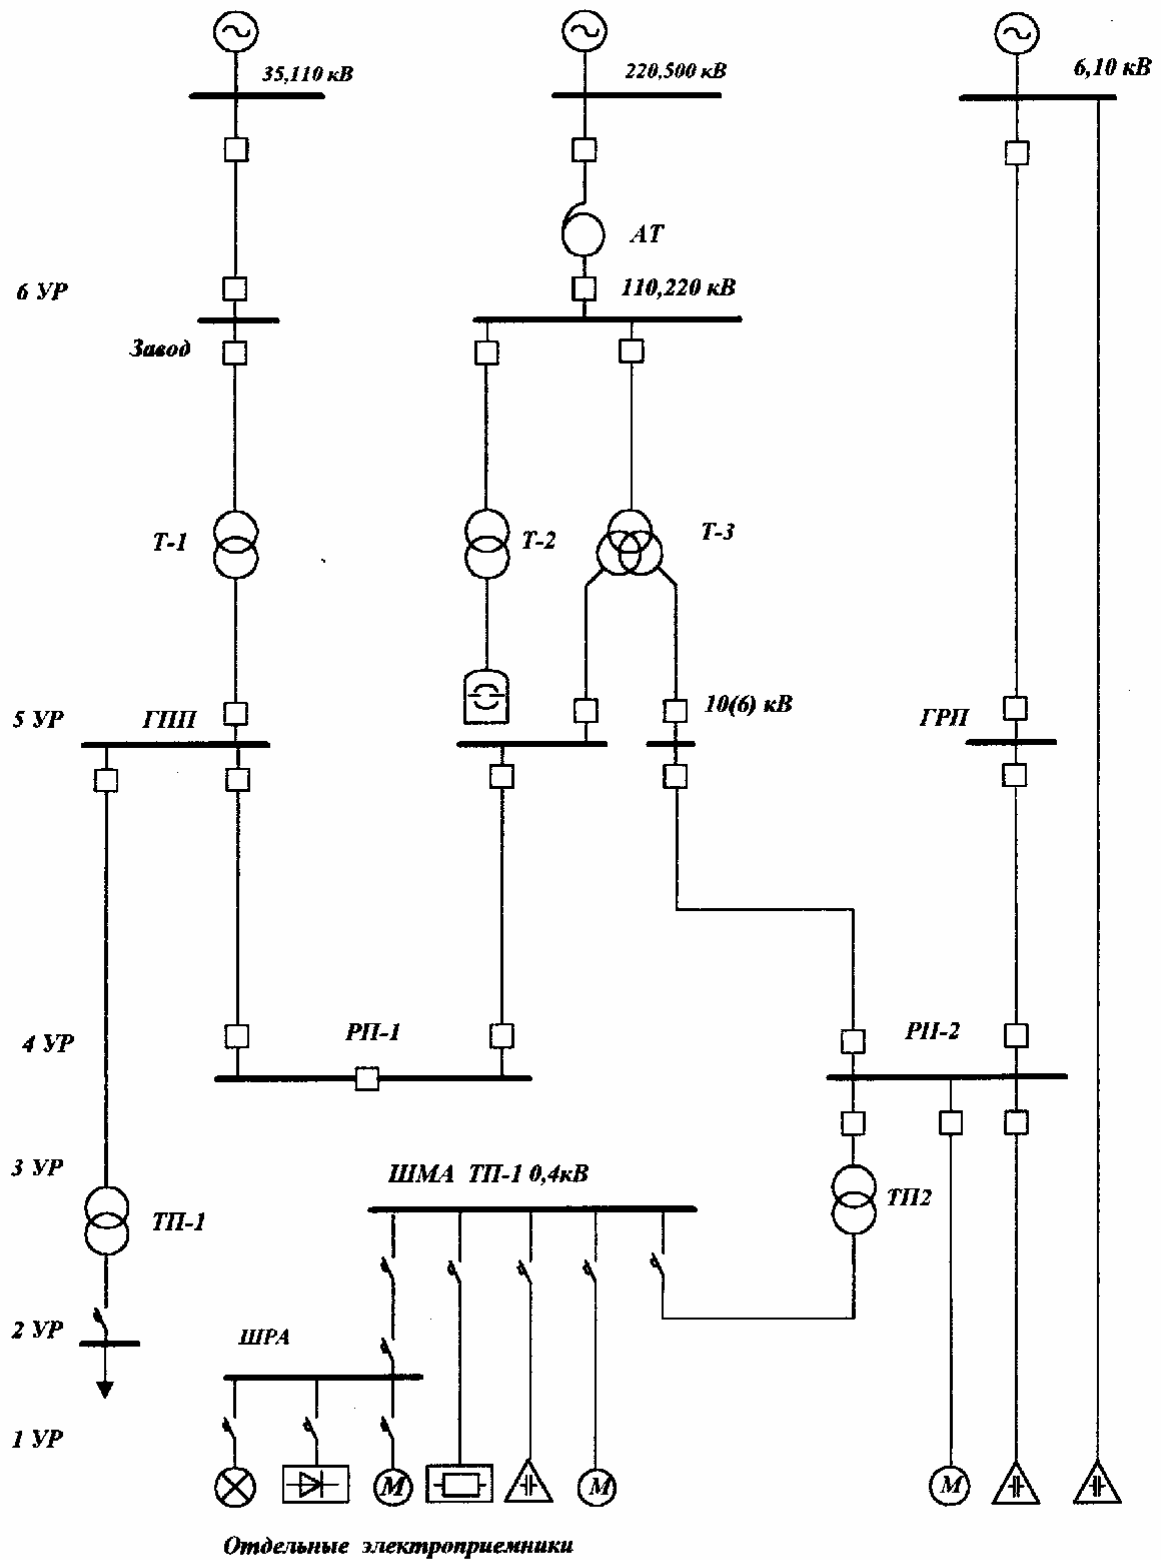 35,110 кВ
220,500 кВ
6,10 кВ
АТ
6 УР
110,220 кВ
Завод
Т-1
Т-2
Т-3
5 УР
ГПП
10(6) кВ
ГРП
4 УР
РП-1
РП-2
3 УР
ШМА ТП-1 0,4кВ
ТП2
ТП-1
2 УР
ШРА
1 УР
М
М
М
Отдельные электроприемники